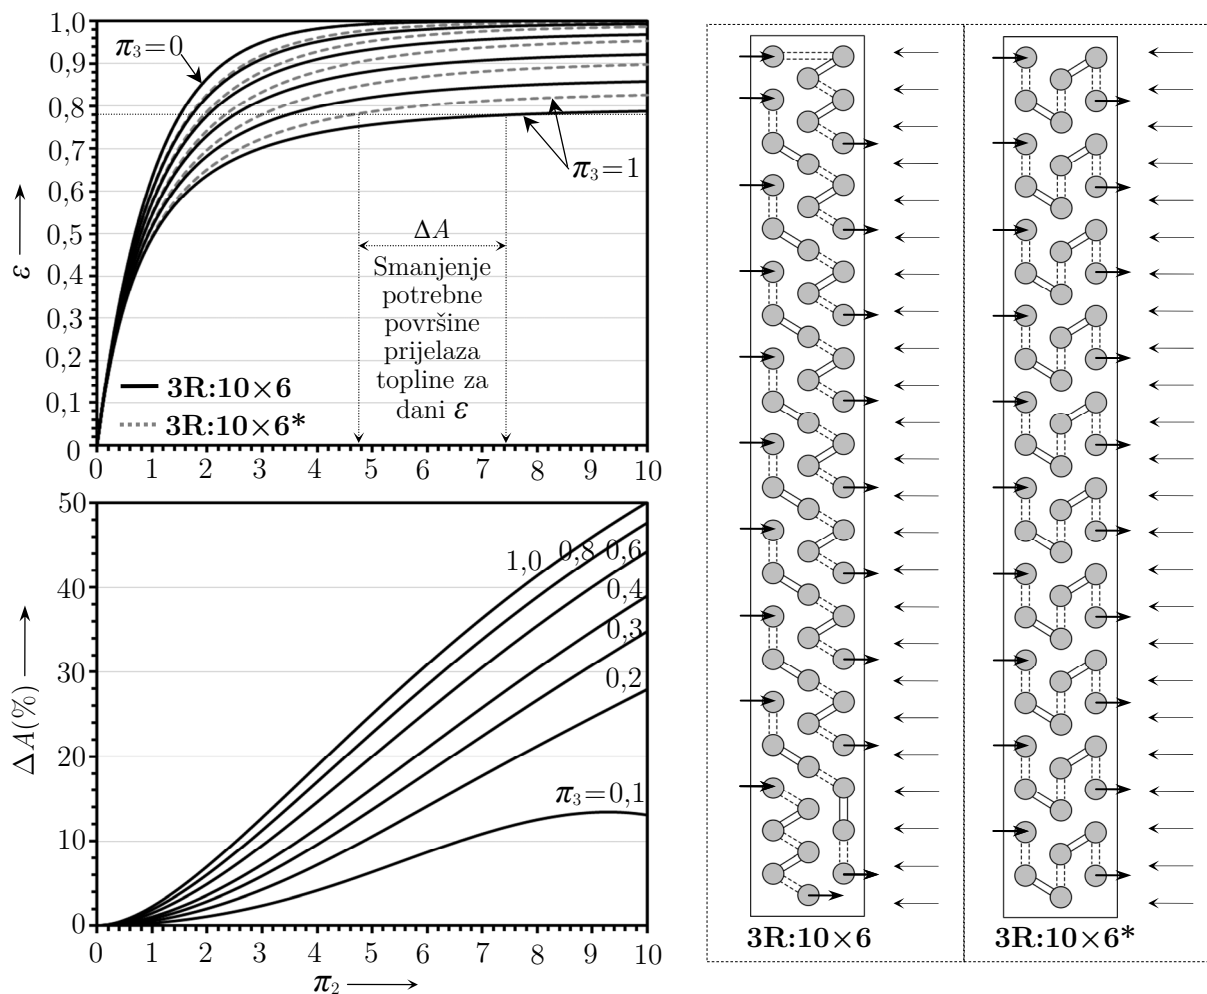 1,0
0,9
0,8
0,7
0,6
0,5
0,4
0,3
0,2
0,1
0
ε
π₃=0
π₃=1
ΔA
Smanjenje
potrebne
površine
prijelaza
topline za
dani ε
3R:10×6
3R:10×6*
0 1 2 3 4 5 6 7 8 9 10
50
40
30
20
10
0
ΔA(%)
1,0
0,8
0,6
0,4
0,3
0,2
π₃=0,1
0 1 2 3 4 5 6 7 8 9 10
π₂
3R:10×6
3R:10×6*